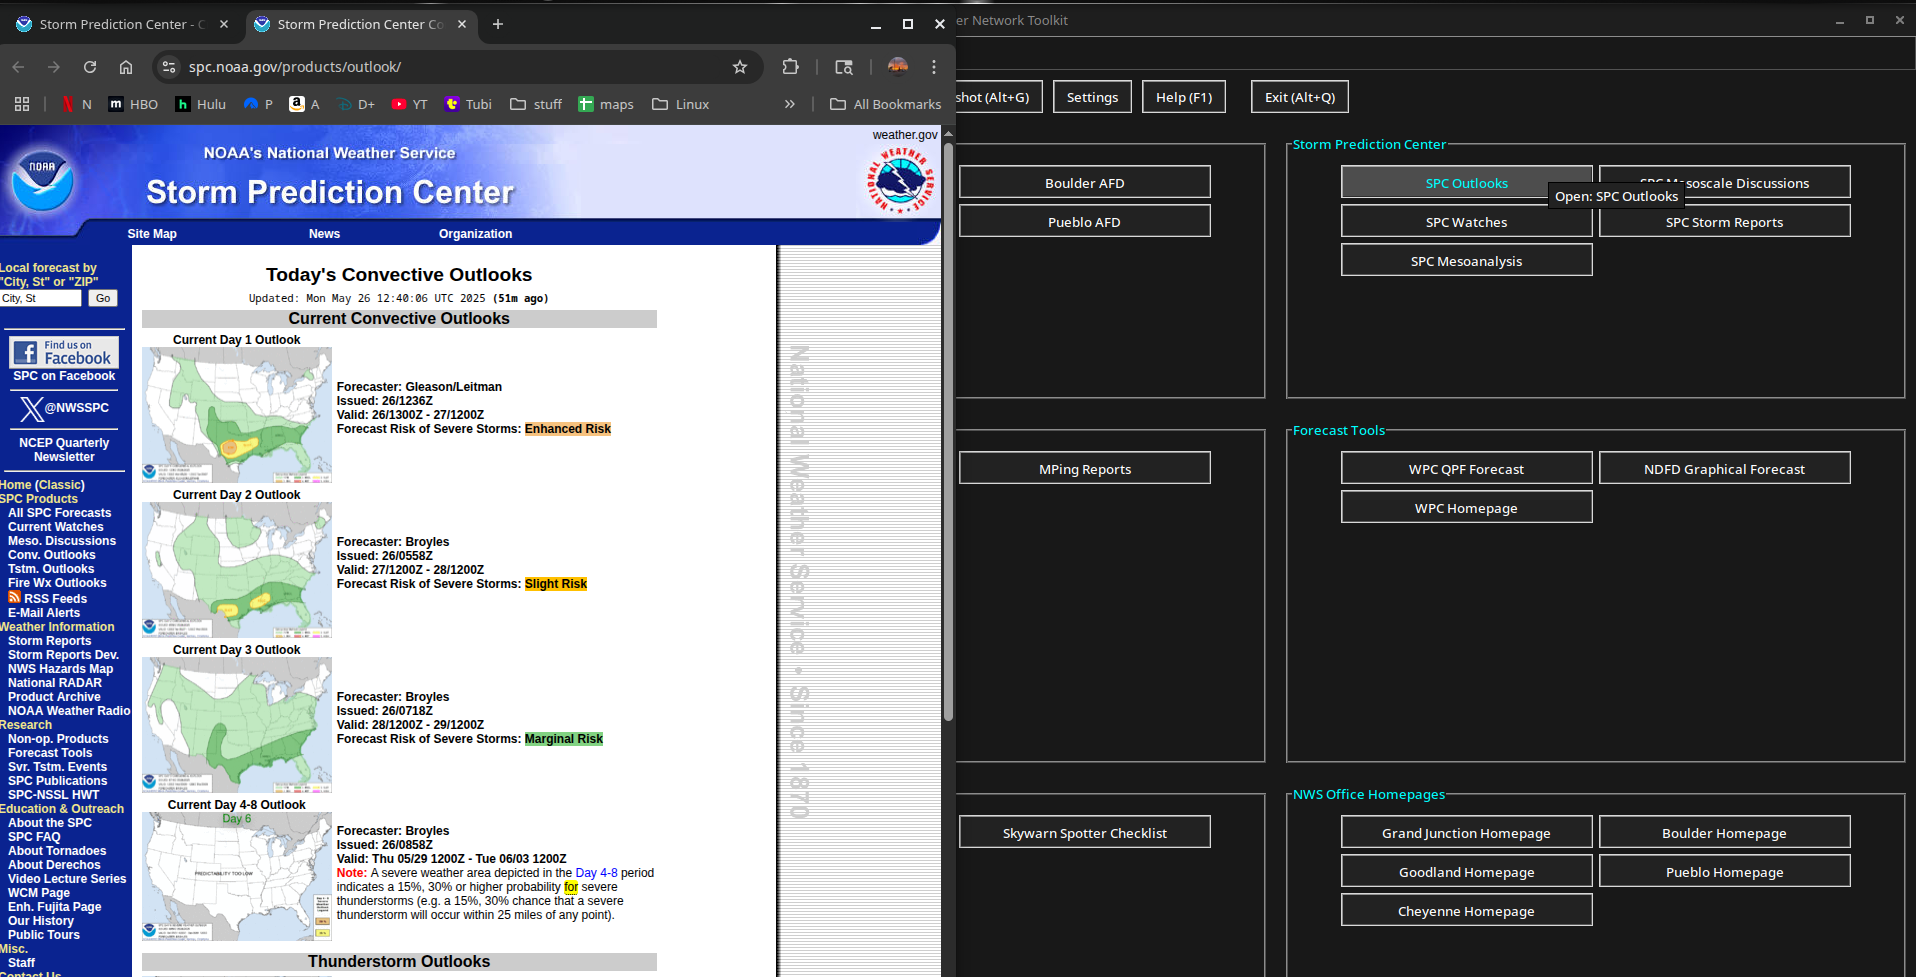 Storm Prediction Center - C
Storm Prediction Center Co
er Network Toolkit
spc.noaa.gov/products/outlook/
N
HBO
Hulu
P
A
D+
YT
Tubi
stuff
maps
Linux
All Bookmarks
shot (Alt+G)
Settings
Help (F1)
Exit (Alt+Q)
weather.gov
NOAA
NOAA's National Weather Service
Storm Prediction Center
NATIONAL WEATHER SERVICE
Site Map
News
Organization
Local forecast by
"City, St" or "ZIP"
City, St
Go
Find us on
Facebook
SPC on Facebook
@NWSSPC
NCEP Quarterly
Newsletter
Home (Classic)
SPC Products
All SPC Forecasts
Current Watches
Meso. Discussions
Conv. Outlooks
Tstm. Outlooks
Fire Wx Outlooks
RSS Feeds
E-Mail Alerts
Weather Information
Storm Reports
Storm Reports Dev.
NWS Hazards Map
National RADAR
Product Archive
NOAA Weather Radio
Research
Non-op. Products
Forecast Tools
Svr. Tstm. Events
SPC Publications
SPC-NSSL HWT
Education & Outreach
About the SPC
SPC FAQ
About Tornadoes
About Derechos
Video Lecture Series
WCM Page
Enh. Fujita Page
Our History
Public Tours
Misc.
Staff
Contact Us
Today's Convective Outlooks
Updated: Mon May 26 12:40:06 UTC 2025 (51m ago)
Current Convective Outlooks
Current Day 1 Outlook
Forecaster: Gleason/Leitman
Issued: 26/1236Z
Valid: 26/1300Z - 27/1200Z
Forecast Risk of Severe Storms: Enhanced Risk
Current Day 2 Outlook
Forecaster: Broyles
Issued: 26/0558Z
Valid: 27/1200Z - 28/1200Z
Forecast Risk of Severe Storms: Slight Risk
Current Day 3 Outlook
Forecaster: Broyles
Issued: 26/0718Z
Valid: 28/1200Z - 29/1200Z
Forecast Risk of Severe Storms: Marginal Risk
Current Day 4-8 Outlook
Day 6
PREDICTABILITY TOO LOW
Forecaster: Broyles
Issued: 26/0858Z
Valid: Thu 05/29 1200Z - Tue 06/03 1200Z
Note: A severe weather area depicted in the Day 4-8 period
indicates a 15%, 30% or higher probability for severe
thunderstorms (e.g. a 15%, 30% chance that a severe
thunderstorm will occur within 25 miles of any point).
Thunderstorm Outlooks
National Weather Service • Since 1870
Boulder AFD
Pueblo AFD
Storm Prediction Center
SPC Outlooks
SPC Mesoscale Discussions
Open: SPC Outlooks
SPC Watches
SPC Storm Reports
SPC Mesoanalysis
MPing Reports
Forecast Tools
WPC QPF Forecast
NDFD Graphical Forecast
WPC Homepage
Skywarn Spotter Checklist
NWS Office Homepages
Grand Junction Homepage
Boulder Homepage
Goodland Homepage
Pueblo Homepage
Cheyenne Homepage